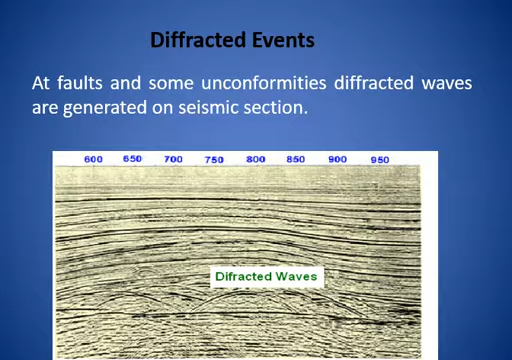 Diffracted Events
At faults and some unconformities diffracted waves
are generated on seismic section.
600 650 700 750 800 850 900 950
Difracted Waves